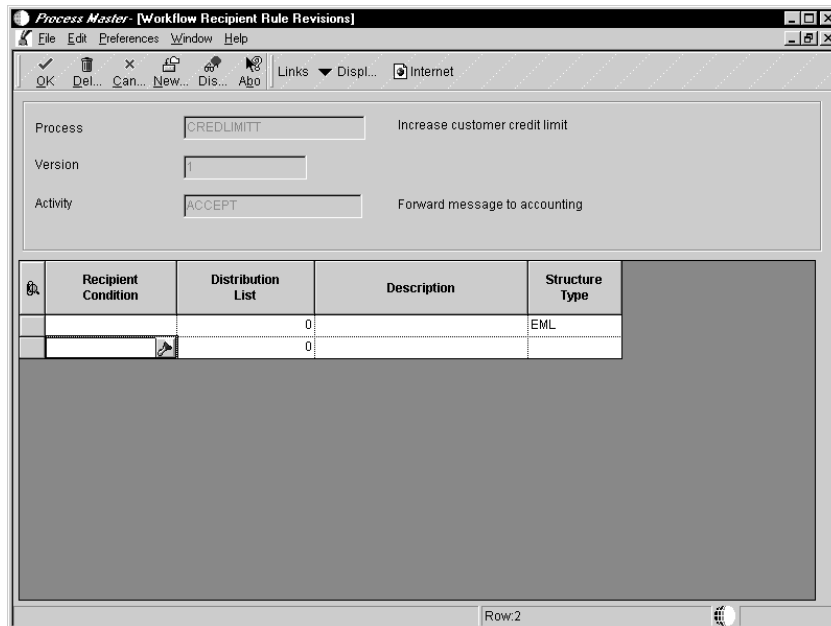 Process Master - [Workflow Recipient Rule Revisions]
File Edit Preferences Window Help
OK Del... Can... New... Dis... Abo Links Displ... Internet
Process CREDLIMITT Increase customer credit limit
Version 1
Activity ACCEPT Forward message to accounting
Recipient Condition Distribution List Description Structure Type
0 EML
0
Row:2